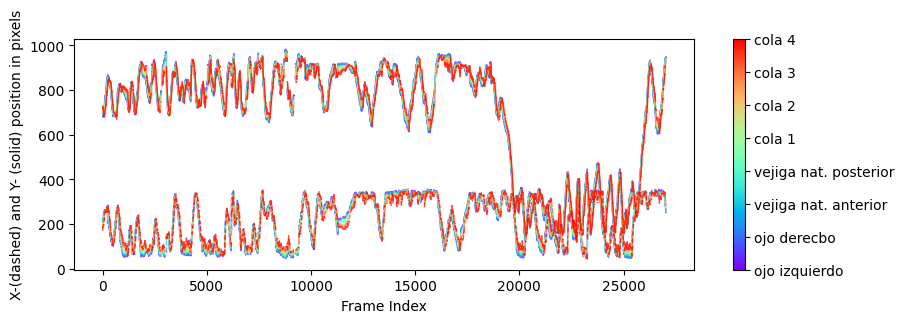 X-(dashed) and Y- (solid) position in pixels
1000
800
600
400
200
0
0 5000 10000 15000 20000 25000
Frame Index
cola 4
cola 3
cola 2
cola 1
vejiga nat. posterior
vejiga nat. anterior
ojo derecbo
ojo izquierdo